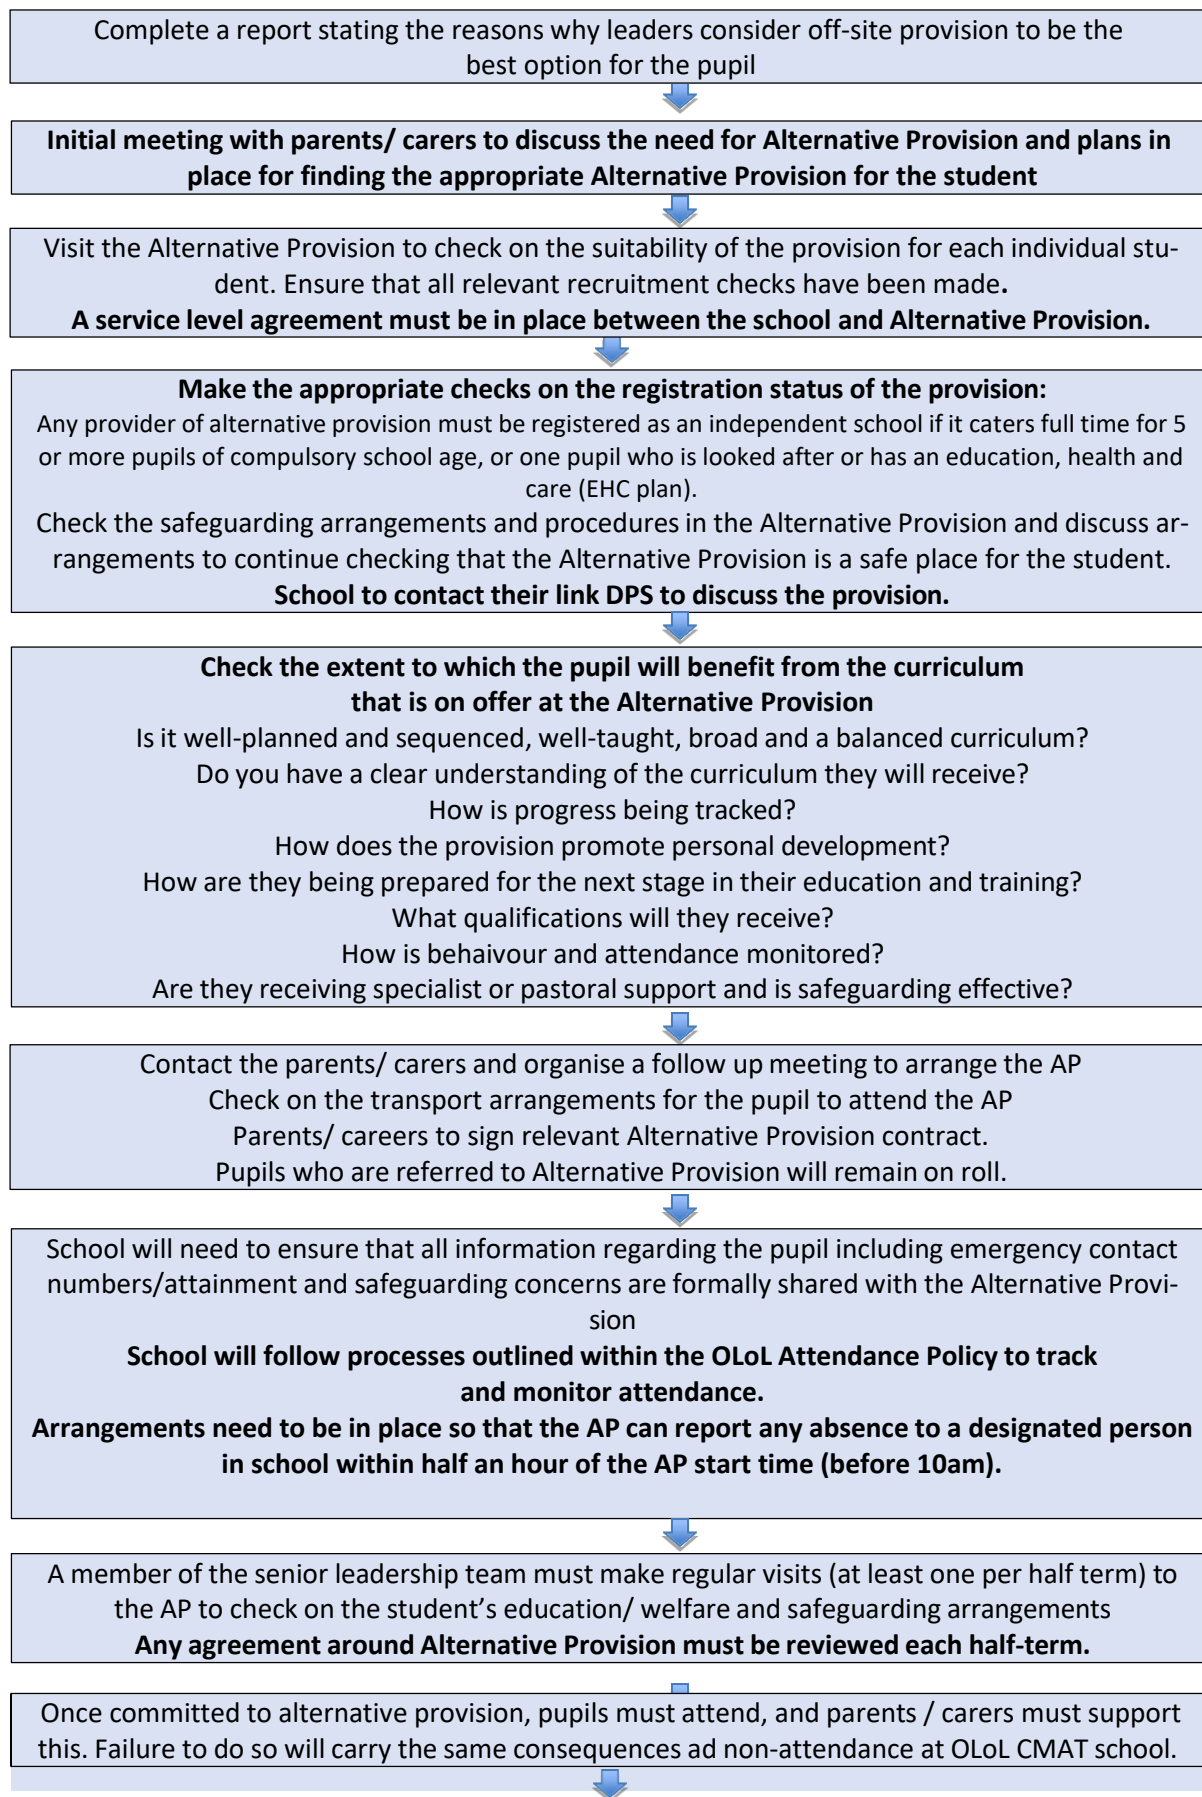 Complete a report stating the reasons why leaders consider off-site provision to be the
best option for the pupil
Initial meeting with parents/ carers to discuss the need for Alternative Provision and plans in
place for finding the appropriate Alternative Provision for the student
Visit the Alternative Provision to check on the suitability of the provision for each individual stu-
dent. Ensure that all relevant recruitment checks have been made.
A service level agreement must be in place between the school and Alternative Provision.
Make the appropriate checks on the registration status of the provision:
Any provider of alternative provision must be registered as an independent school if it caters full time for 5
or more pupils of compulsory school age, or one pupil who is looked after or has an education, health and
care (EHC plan).
Check the safeguarding arrangements and procedures in the Alternative Provision and discuss ar-
rangements to continue checking that the Alternative Provision is a safe place for the student.
School to contact their link DPS to discuss the provision.
Check the extent to which the pupil will benefit from the curriculum
that is on offer at the Alternative Provision
Is it well-planned and sequenced, well-taught, broad and a balanced curriculum?
Do you have a clear understanding of the curriculum they will receive?
How is progress being tracked?
How does the provision promote personal development?
How are they being prepared for the next stage in their education and training?
What qualifications will they receive?
How is behaivour and attendance monitored?
Are they receiving specialist or pastoral support and is safeguarding effective?
Contact the parents/ carers and organise a follow up meeting to arrange the AP
Check on the transport arrangements for the pupil to attend the AP
Parents/ careers to sign relevant Alternative Provision contract.
Pupils who are referred to Alternative Provision will remain on roll.
School will need to ensure that all information regarding the pupil including emergency contact
numbers/attainment and safeguarding concerns are formally shared with the Alternative Provi-
sion
School will follow processes outlined within the OLoL Attendance Policy to track
and monitor attendance.
Arrangements need to be in place so that the AP can report any absence to a designated person
in school within half an hour of the AP start time (before 10am).
A member of the senior leadership team must make regular visits (at least one per half term) to
the AP to check on the student’s education/ welfare and safeguarding arrangements
Any agreement around Alternative Provision must be reviewed each half-term.
Once committed to alternative provision, pupils must attend, and parents / carers must support
this. Failure to do so will carry the same consequences ad non-attendance at OLoL CMAT school.